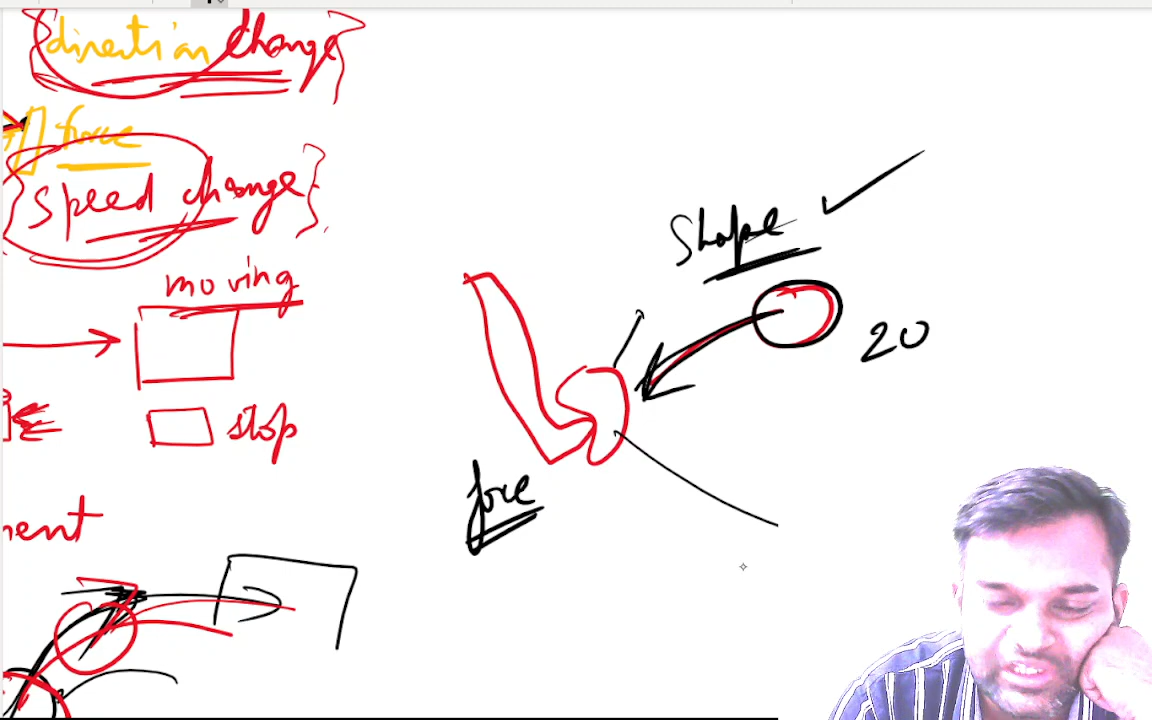 direction change
force
speed change
moving
stop
ment
shape
20
force